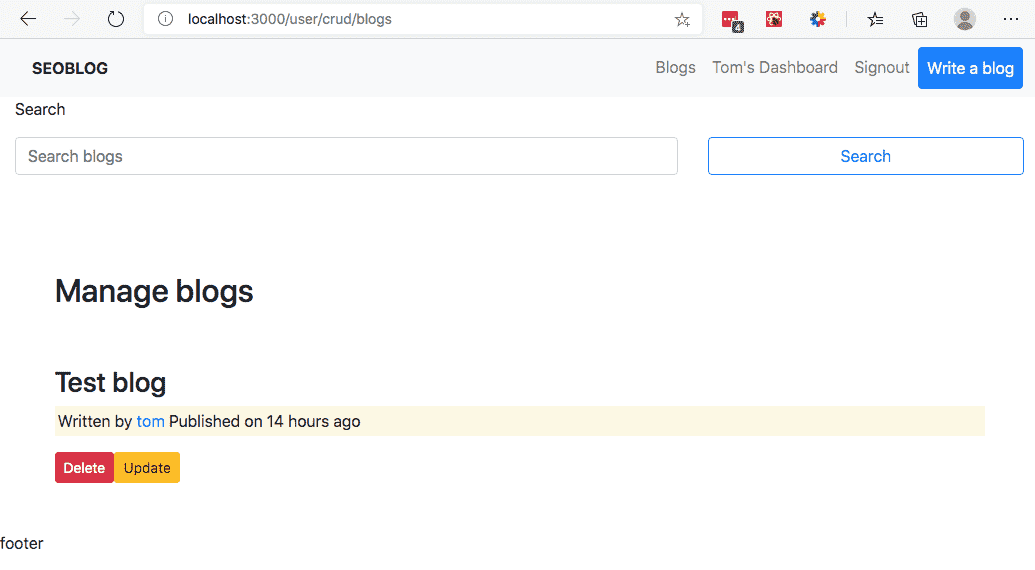 localhost:3000/user/crud/blogs
4
SEOBLOG Blogs Tom's Dashboard Signout Write a blog
Search
Search blogs Search
Manage blogs
Test blog
Written by tom Published on 14 hours ago
Delete Update
footer